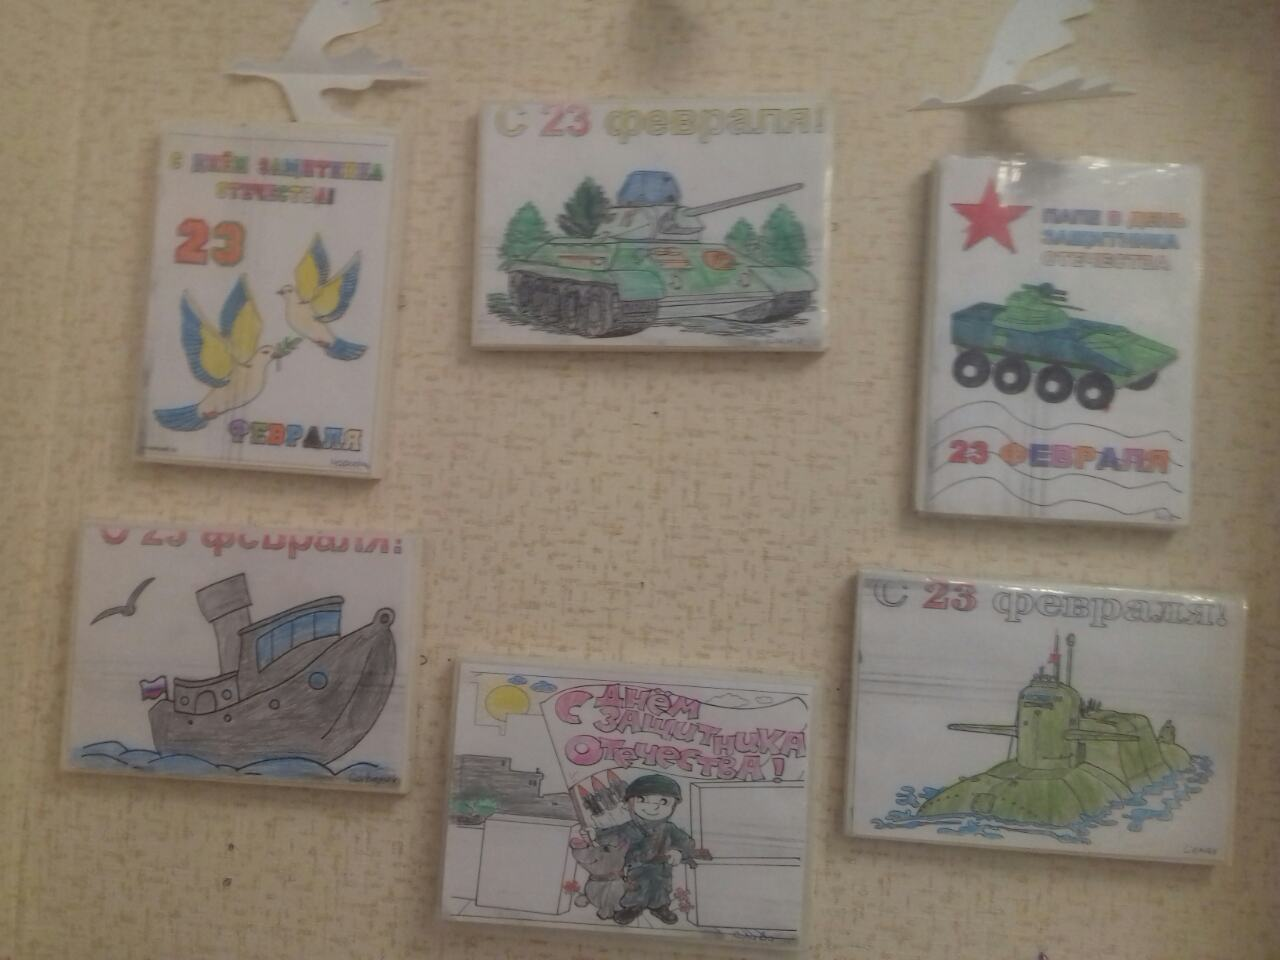 С ДНЁМ ЗАЩИТНИКА
ОТЕЧЕСТВА!
23
ФЕВРАЛЯ
С 23 февраля!
ПАПЕ В ДЕНЬ
ЗАЩИТНИКА
ОТЕЧЕСТВА
23 ФЕВРАЛЯ
С 23 февраля!
С ДНЁМ
ЗАЩИТНИКА
ОТЕЧЕСТВА!
С 23 февраля!